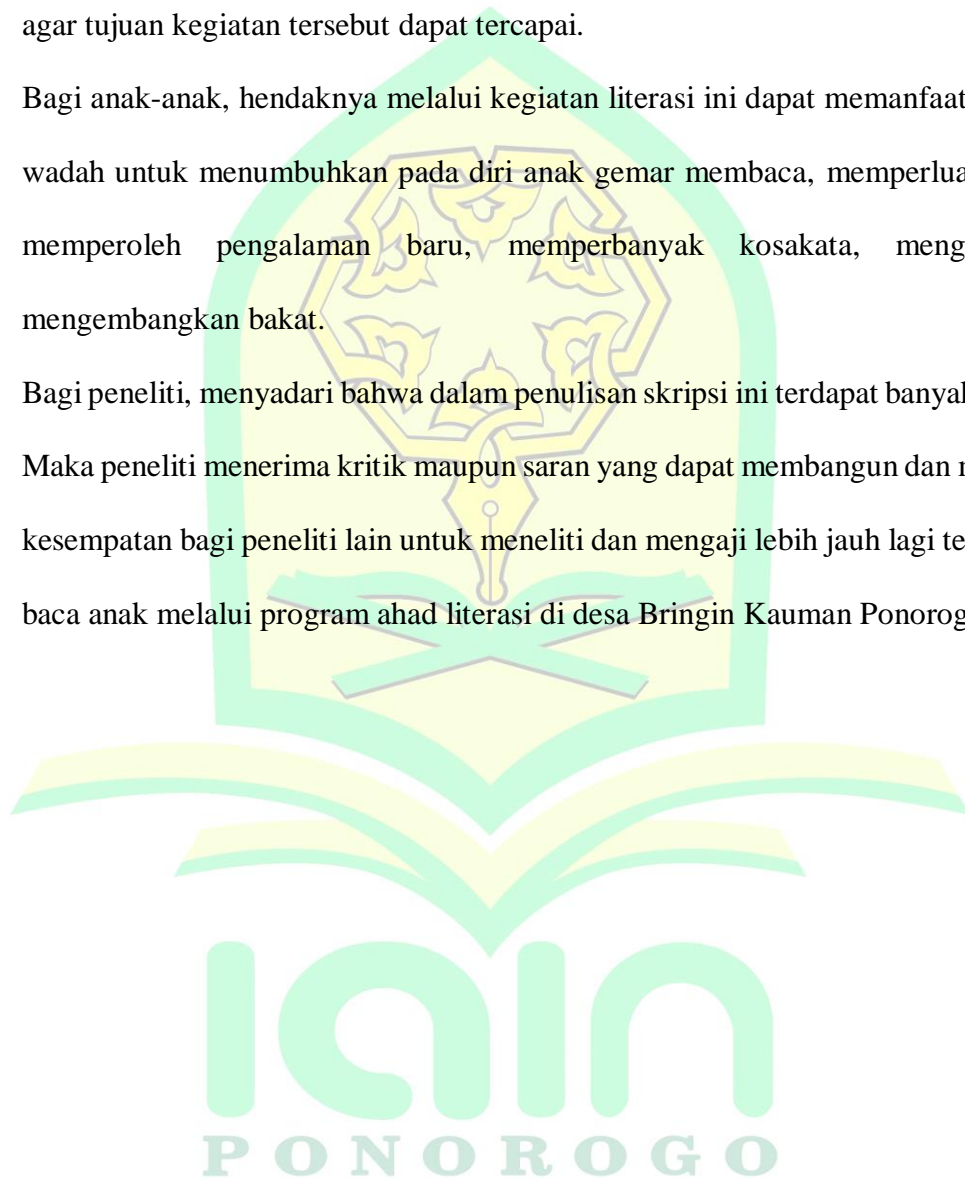 agar tujuan kegiatan tersebut dapat tercapai.
Bagi anak-anak, hendaknya melalui kegiatan literasi ini dapat memanfaat
wadah untuk menumbuhkan pada diri anak gemar membaca, memperlua
memperoleh pengalaman baru, memperbanyak kosakata, meng
mengembangkan bakat.
Bagi peneliti, menyadari bahwa dalam penulisan skripsi ini terdapat banyak
Maka peneliti menerima kritik maupun saran yang dapat membangun dan
kesempatan bagi peneliti lain untuk meneliti dan mengaji lebih jauh lagi te
baca anak melalui program ahad literasi di desa Bringin Kauman Ponorog
iain
PONOROGO